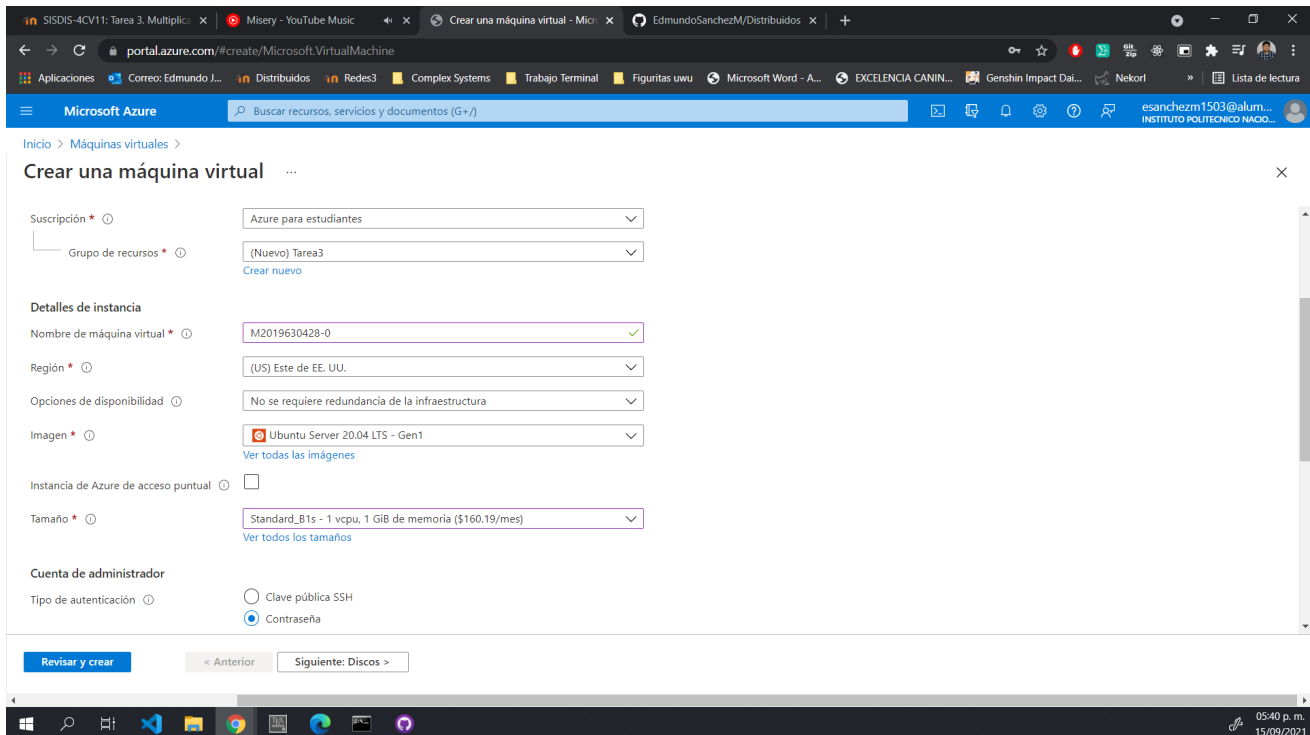 SISDIS-4CV11: Tarea 3. Multiplica
Misery - YouTube Music
Crear una máquina virtual - Micr
EdmundoSanchezM/Distribuidos
portal.azure.com/#create/Microsoft.VirtualMachine
Aplicaciones Correo: Edmundo J... Distribuidos Redes3 Complex Systems Trabajo Terminal Figuritas uwu Microsoft Word - A... EXCELENCIA CANIN... Genshin Impact Dai... Nekorl » Lista de lectura
Microsoft Azure
Buscar recursos, servicios y documentos (G+/)
esanchezm1503@alum...
INSTITUTO POLITECNICO NACIO...
Inicio > Máquinas virtuales >
Crear una máquina virtual ...
Suscripción * Azure para estudiantes
Grupo de recursos * (Nuevo) Tarea3
Crear nuevo
Detalles de instancia
Nombre de máquina virtual * M2019630428-0
Región * (US) Este de EE. UU.
Opciones de disponibilidad No se requiere redundancia de la infraestructura
Imagen * Ubuntu Server 20.04 LTS - Gen1
Ver todas las imágenes
Instancia de Azure de acceso puntual
Tamaño * Standard_B1s - 1 vcpu, 1 GiB de memoria ($160.19/mes)
Ver todos los tamaños
Cuenta de administrador
Tipo de autenticación Clave pública SSH
Contraseña
Revisar y crear < Anterior Siguiente: Discos >
05:40 p. m.
15/09/2021